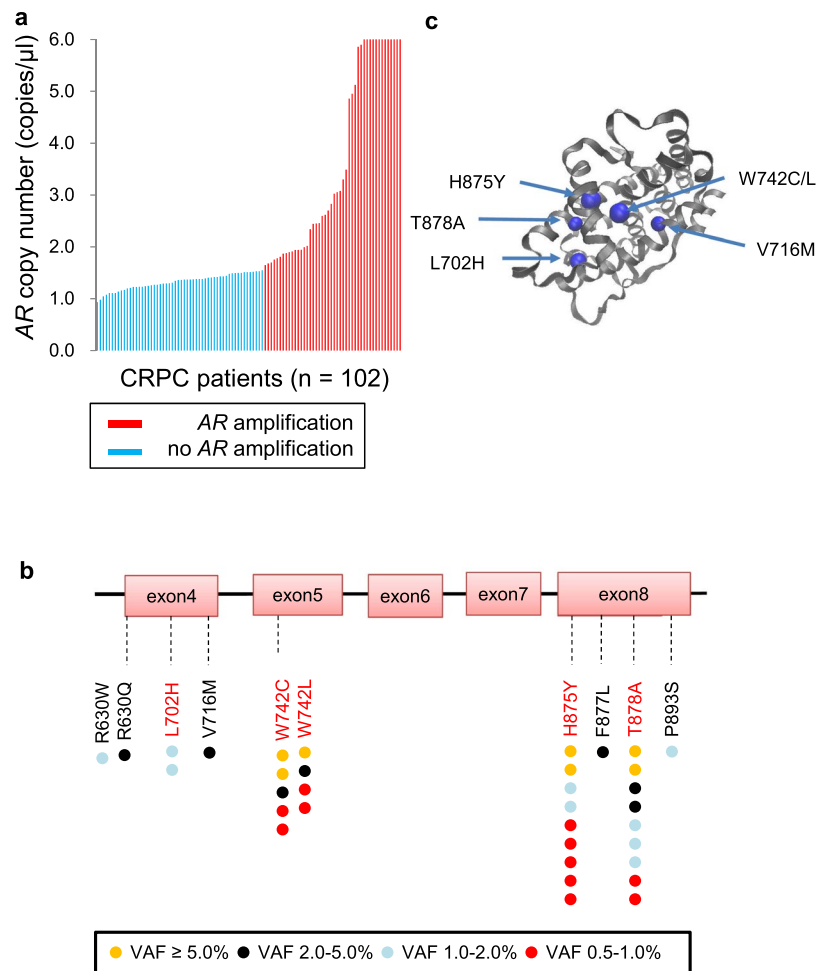 a
6.0
5.0
4.0
3.0
2.0
1.0
0.0
AR copy number (copies/µl)
CRPC patients (n = 102)
AR amplification
no AR amplification
c
H875Y
T878A
L702H
W742C/L
V716M
b
exon4
exon5
exon6
exon7
exon8
R630W
R630Q
L702H
V716M
W742C
W742L
H875Y
F877L
T878A
P893S
VAF ≥ 5.0% VAF 2.0-5.0% VAF 1.0-2.0% VAF 0.5-1.0%